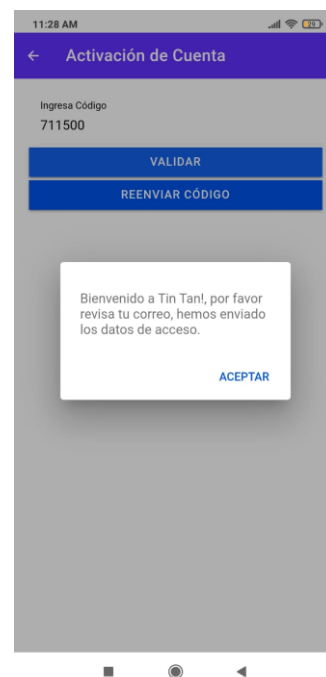 11:28 AM
29
Activación de Cuenta
Ingresa Código
711500
VALIDAR
REENVIAR CÓDIGO
Bienvenido a Tin Tan!, por favor
revisa tu correo, hemos enviado
los datos de acceso.
ACEPTAR